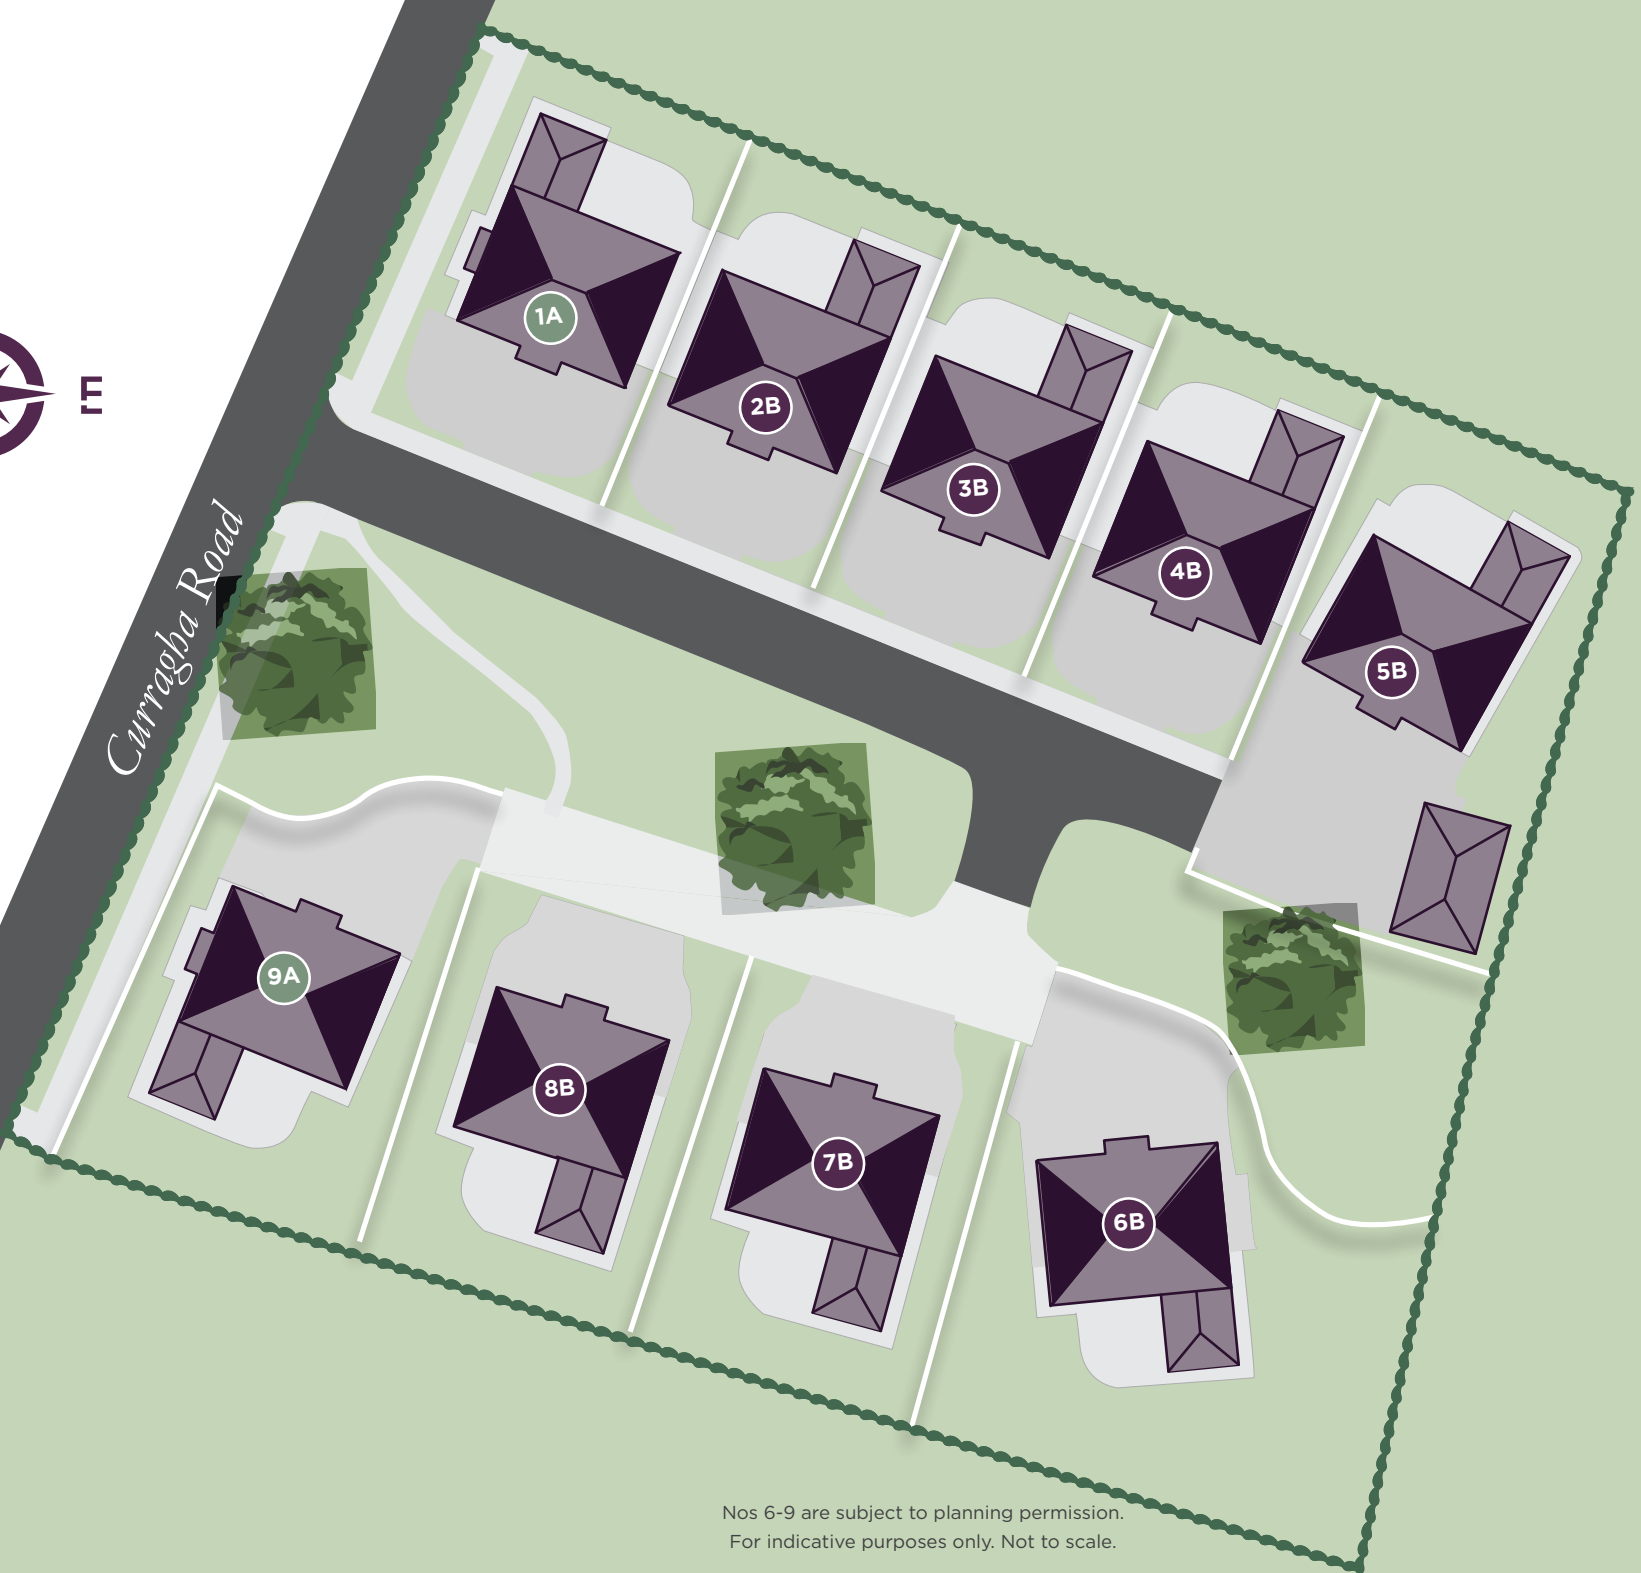 1A
2B
E
3B
4B
5B
Curragha Road
9A
8B
7B
6B
Nos 6-9 are subject to planning permission.
For indicative purposes only. Not to scale.